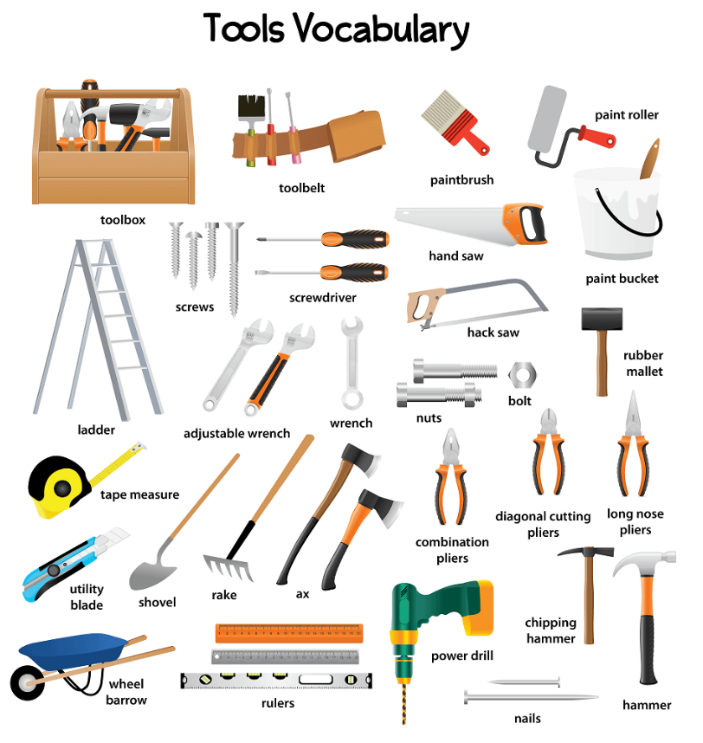 Tools Vocabulary
toolbox
toolbelt
paintbrush
paint roller
paint bucket
ladder
screws
screwdriver
hand saw
hack saw
rubber
mallet
adjustable wrench
wrench
nuts
bolt
tape measure
utility
blade
shovel
rake
ax
combination
pliers
diagonal cutting
pliers
long nose
pliers
chipping
hammer
hammer
wheel
barrow
rulers
power drill
nails